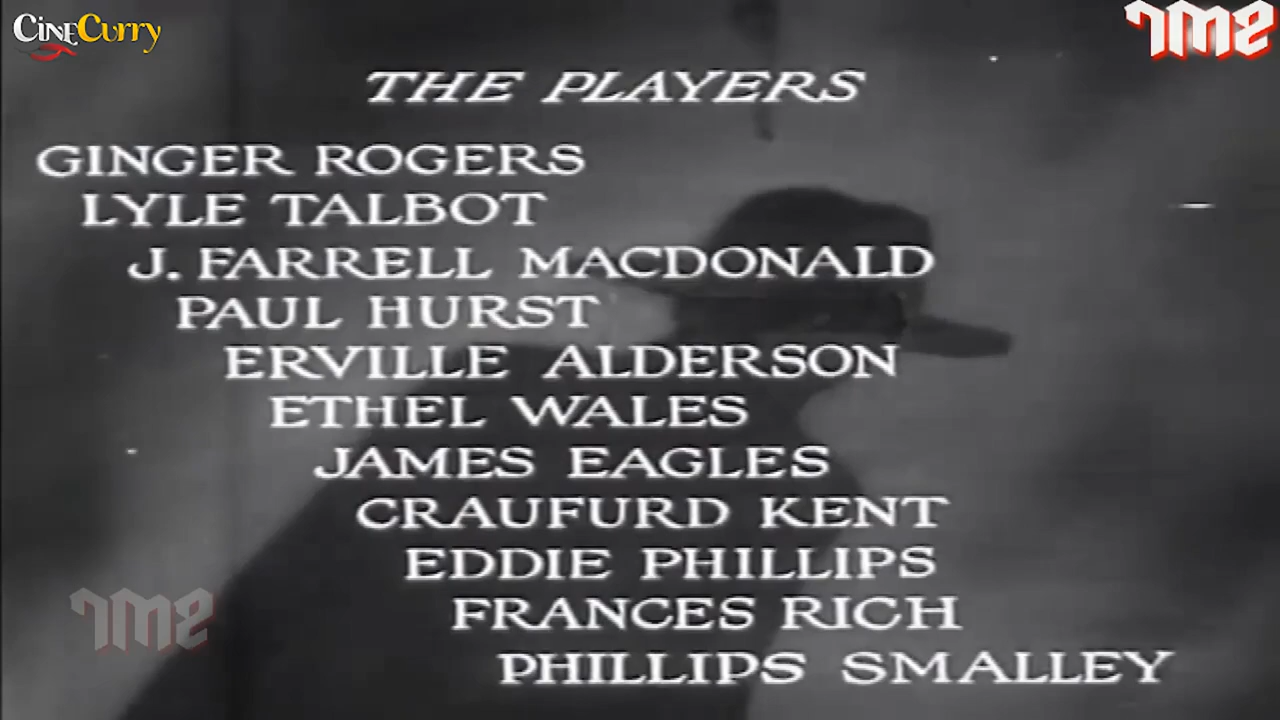 CINECURRY
THE PLAYERS
GINGER ROGERS
LYLE TALBOT
J. FARRELL MACDONALD
PAUL HURST
ERVILLE ALDERSON
ETHEL WALES
JAMES EAGLES
CRAUFURD KENT
EDDIE PHILLIPS
FRANCES RICH
PHILLIPS SMALLEY